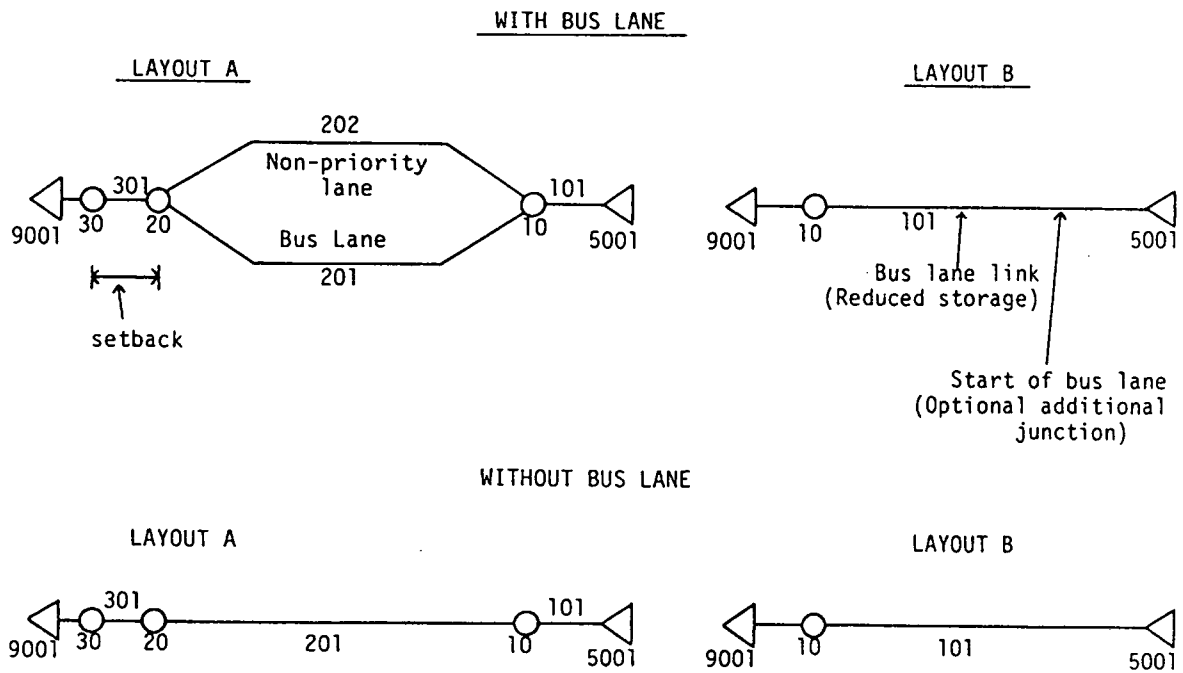 WITH BUS LANE
LAYOUT A
202
Non-priority
lane
301
101
9001
30
20
10
5001
Bus Lane
201
setback
LAYOUT B
9001
10
101
5001
Bus lane link
(Reduced storage)
Start of bus lane
(Optional additional
junction)
WITHOUT BUS LANE
LAYOUT A
301
101
9001
30
20
201
10
5001
LAYOUT B
9001
10
101
5001